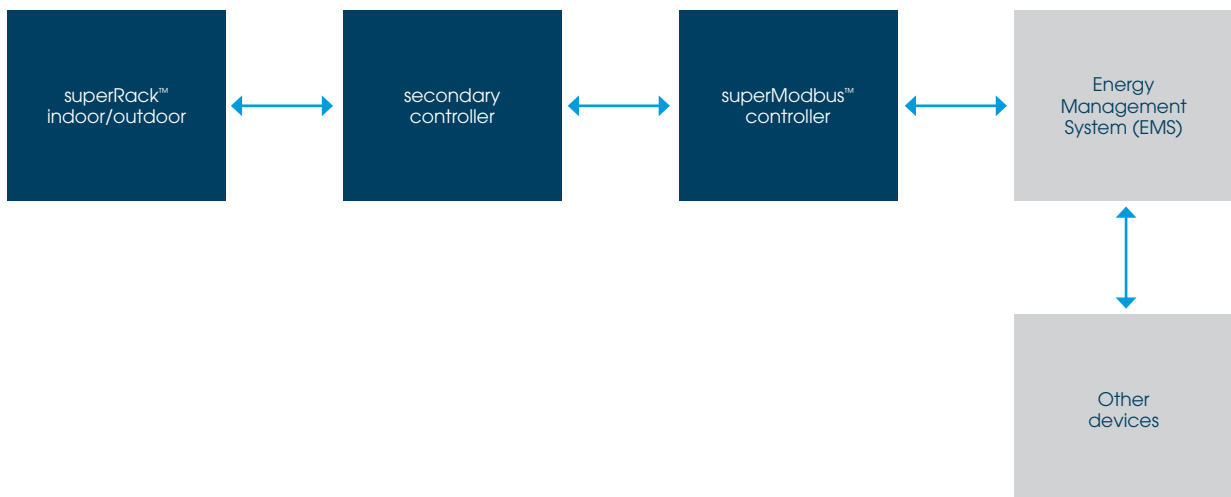 superRack™
indoor/outdoor
secondary
controller
superModbus™
controller
Energy
Management
System (EMS)
Other
devices